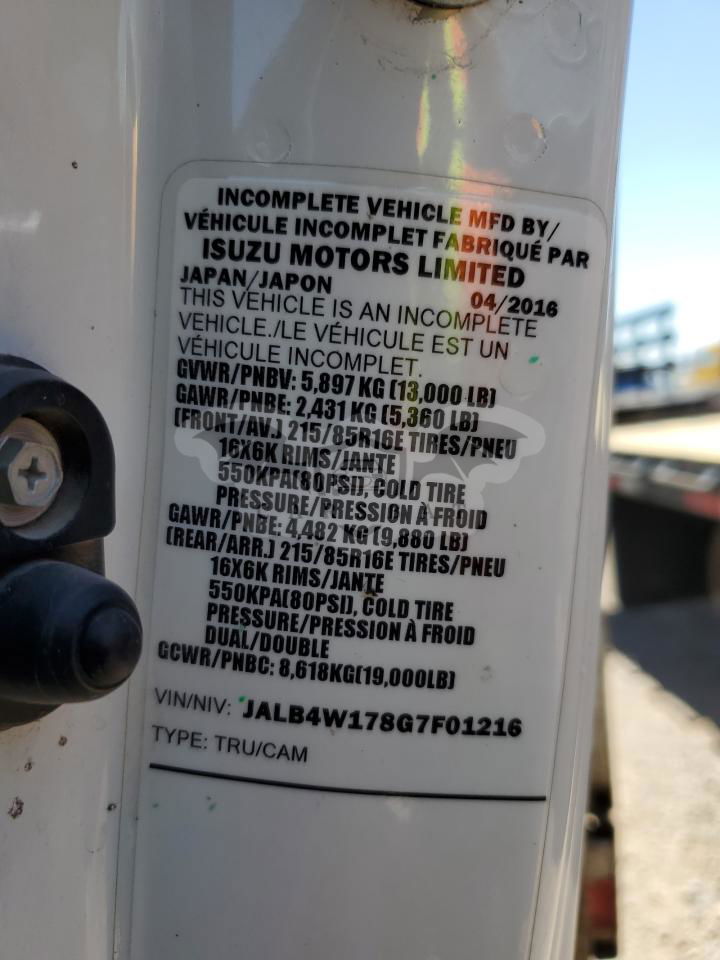 INCOMPLETE VEHICLE MFD BY/
VÉHICULE INCOMPLET FABRIQUÉ PAR
ISUZU MOTORS LIMITED
JAPAN/JAPON 04/2016
THIS VEHICLE IS AN INCOMPLETE
VEHICLE./LE VÉHICULE EST UN
VÉHICULE INCOMPLET.
GVWR/PNBV: 5,897 KG (13,000 LB)
GAWR/PNBE: 2,431 KG (5,360 LB)
(FRONT/AV.) 215/85R16E TIRES/PNEU
16X6K RIMS/JANTE
550KPA(80PSI), COLD TIRE
PRESSURE/PRESSION À FROID
GAWR/PNBE: 4,482 KG (9,880 LB)
(REAR/ARR.) 215/85R16E TIRES/PNEU
16X6K RIMS/JANTE
550KPA(80PSI), COLD TIRE
PRESSURE/PRESSION À FROID
DUAL/DOUBLE
GCWR/PNBC: 8,618KG(19,000LB)
VIN/NIV: JALB4W178G7F01216
TYPE: TRU/CAM